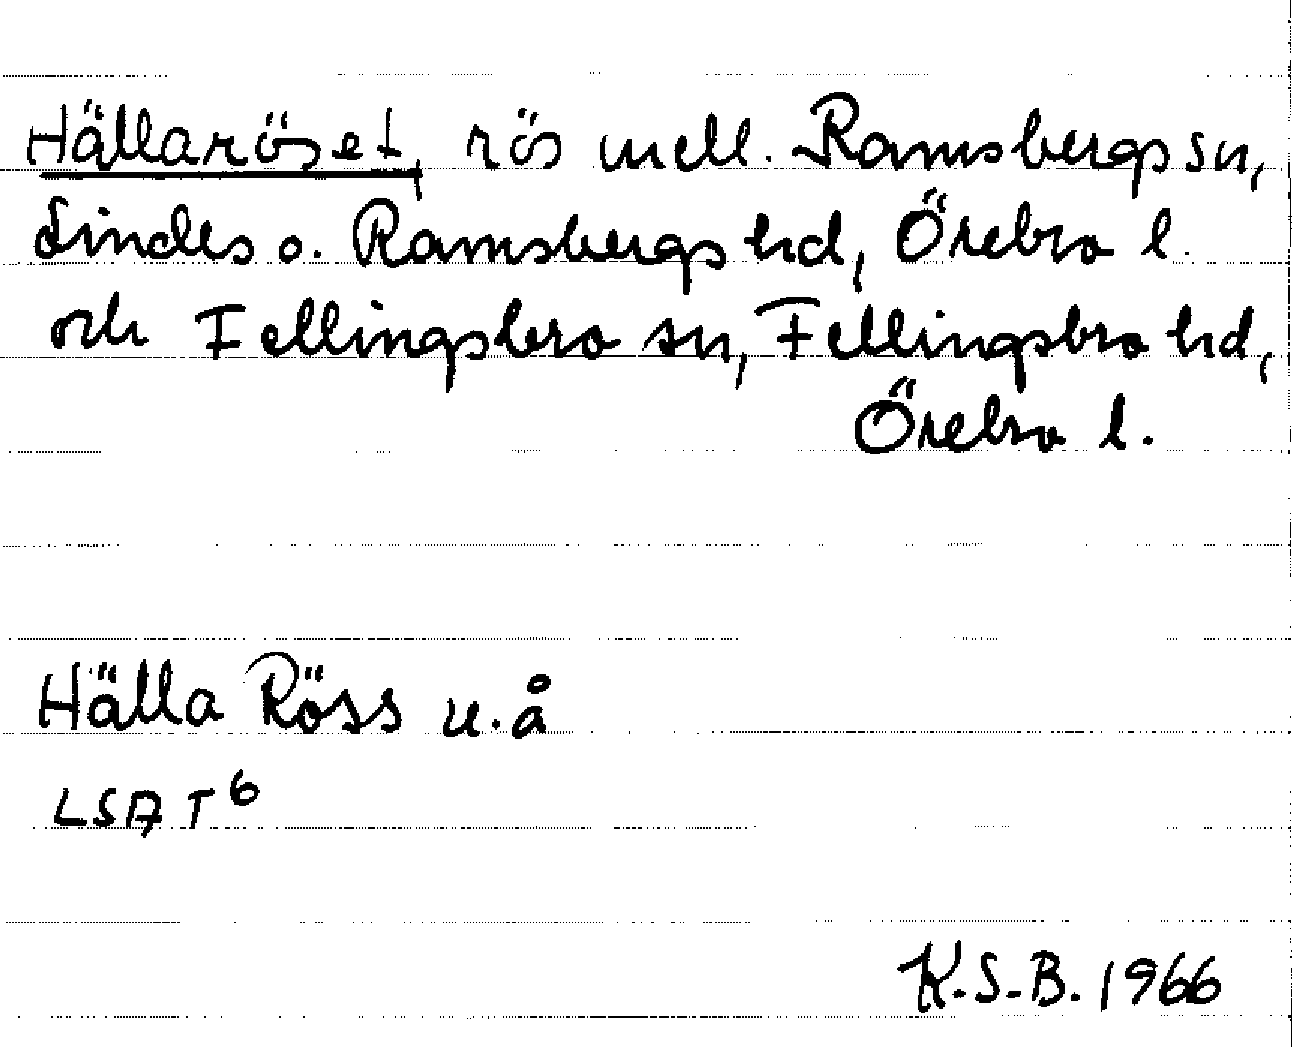 Hällaröset, rös mell. Ramsbergs sn,
Lindes o. Ramsbergs hd, Örebro l.
och Fellingsbro sn, Fellingsbro hd,
Örebro l.
Hälla Röss u.å
LSA T 6
K.S.B. 1966